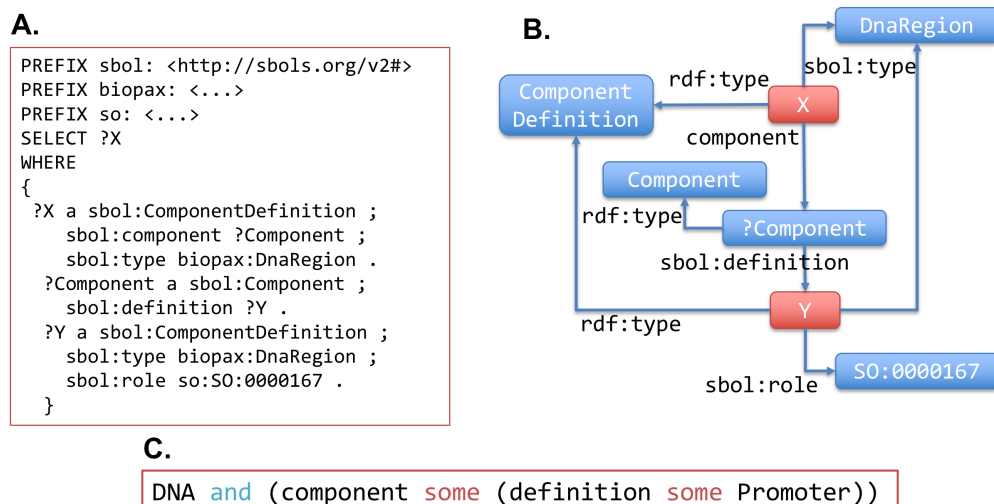 A.
PREFIX sbol: <http://sbols.org/v2#>
PREFIX biopax: <...>
PREFIX so: <...>
SELECT ?X
WHERE
{
?X a sbol:ComponentDefinition ;
sbol:component ?Component ;
sbol:type biopax:DnaRegion .
?Component a sbol:Component ;
sbol:definition ?Y .
?Y a sbol:ComponentDefinition ;
sbol:type biopax:DnaRegion ;
sbol:role so:SO:0000167 .
}
B.
DnaRegion
sbol:type
rdf:type
Component
Definition
X
component
Component
rdf:type
?Component
sbol:definition
Y
rdf:type
SO:0000167
sbol:role
C.
DNA and (component some (definition some Promoter))